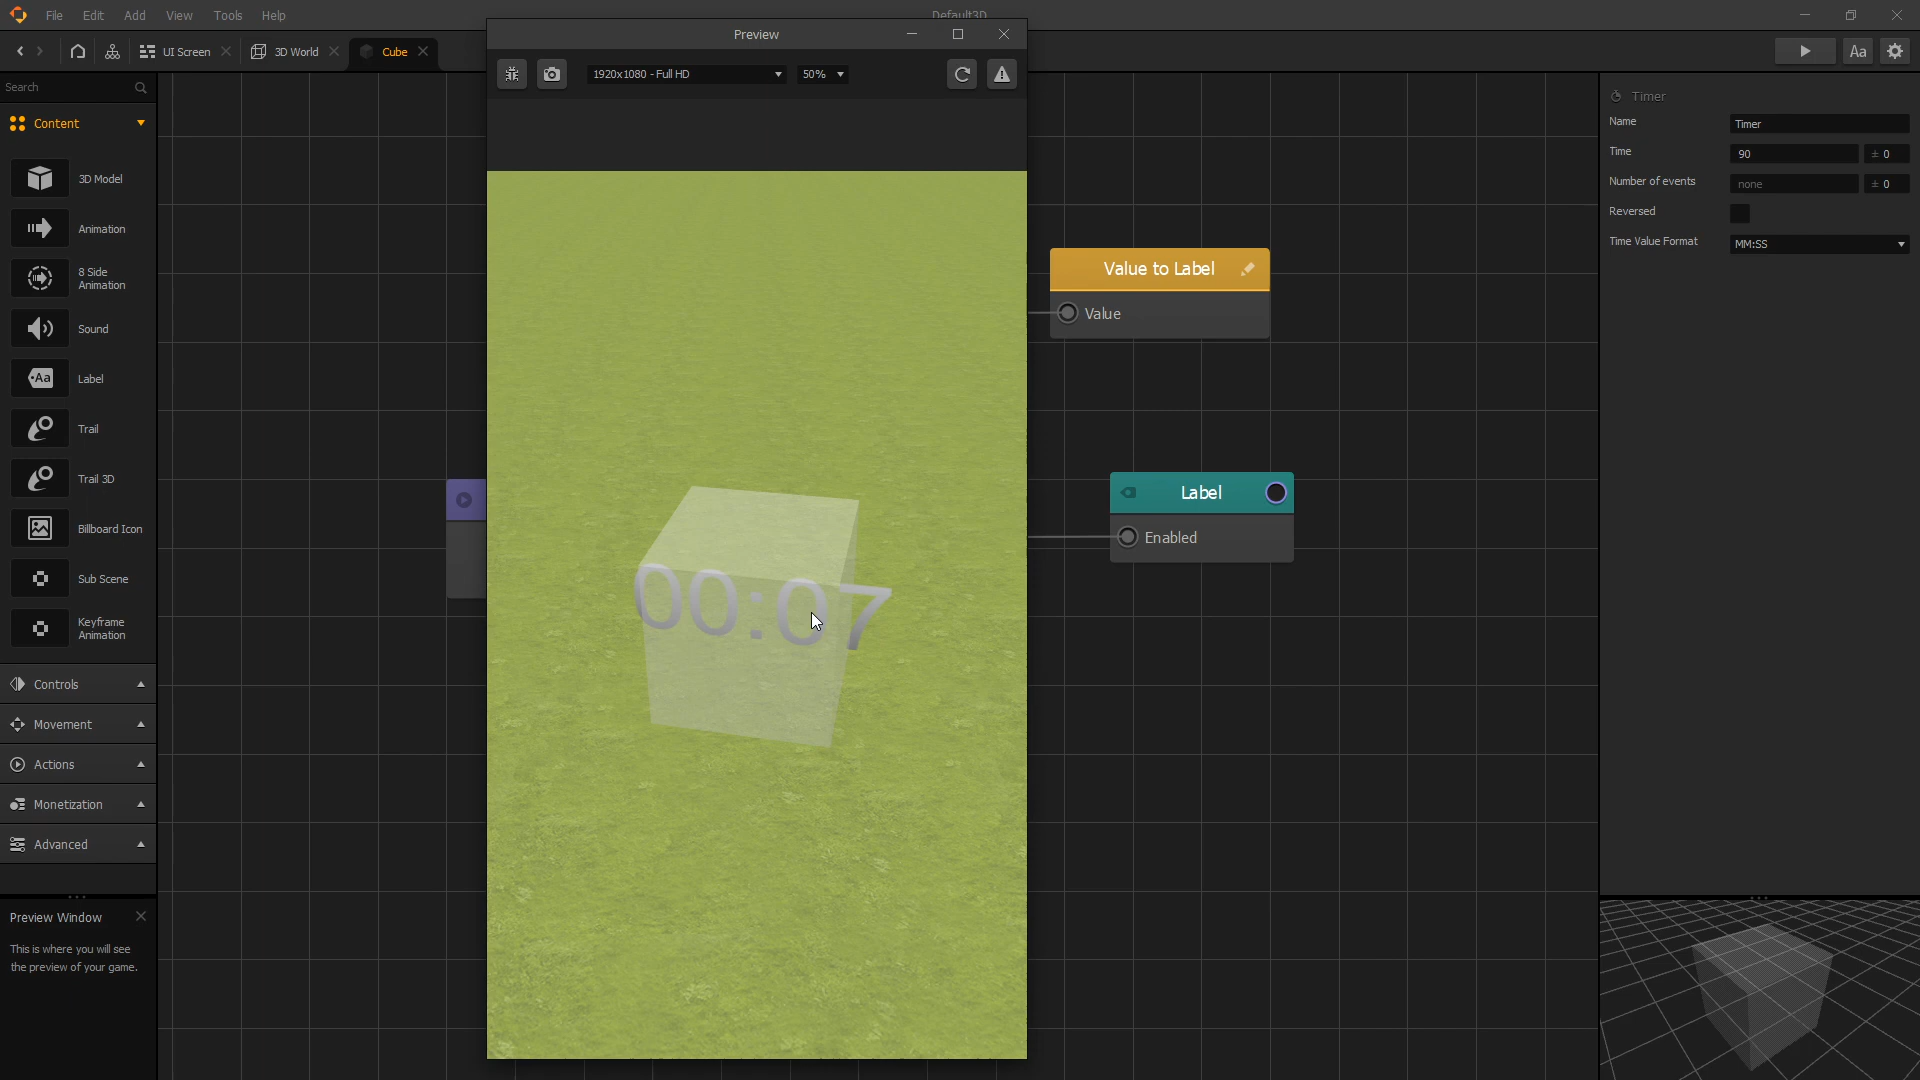 File Edit Add View Tools Help
Default3D
UI Screen
3D World
Cube
Aa
Preview
1920x1080 - Full HD
50%
Search
Content
3D Model
Animation
8 Side
Animation
Sound
Aa
Label
Trail
Trail 3D
Billboard Icon
Sub Scene
Keyframe
Animation
Controls
Movement
Actions
Monetization
Advanced
Preview Window
This is where you will see
the preview of your game.
00:07
Value to Label
Value
Label
Enabled
Timer
Name
Timer
Time
90
± 0
Number of events
none
± 0
Reversed
Time Value Format
MM:SS